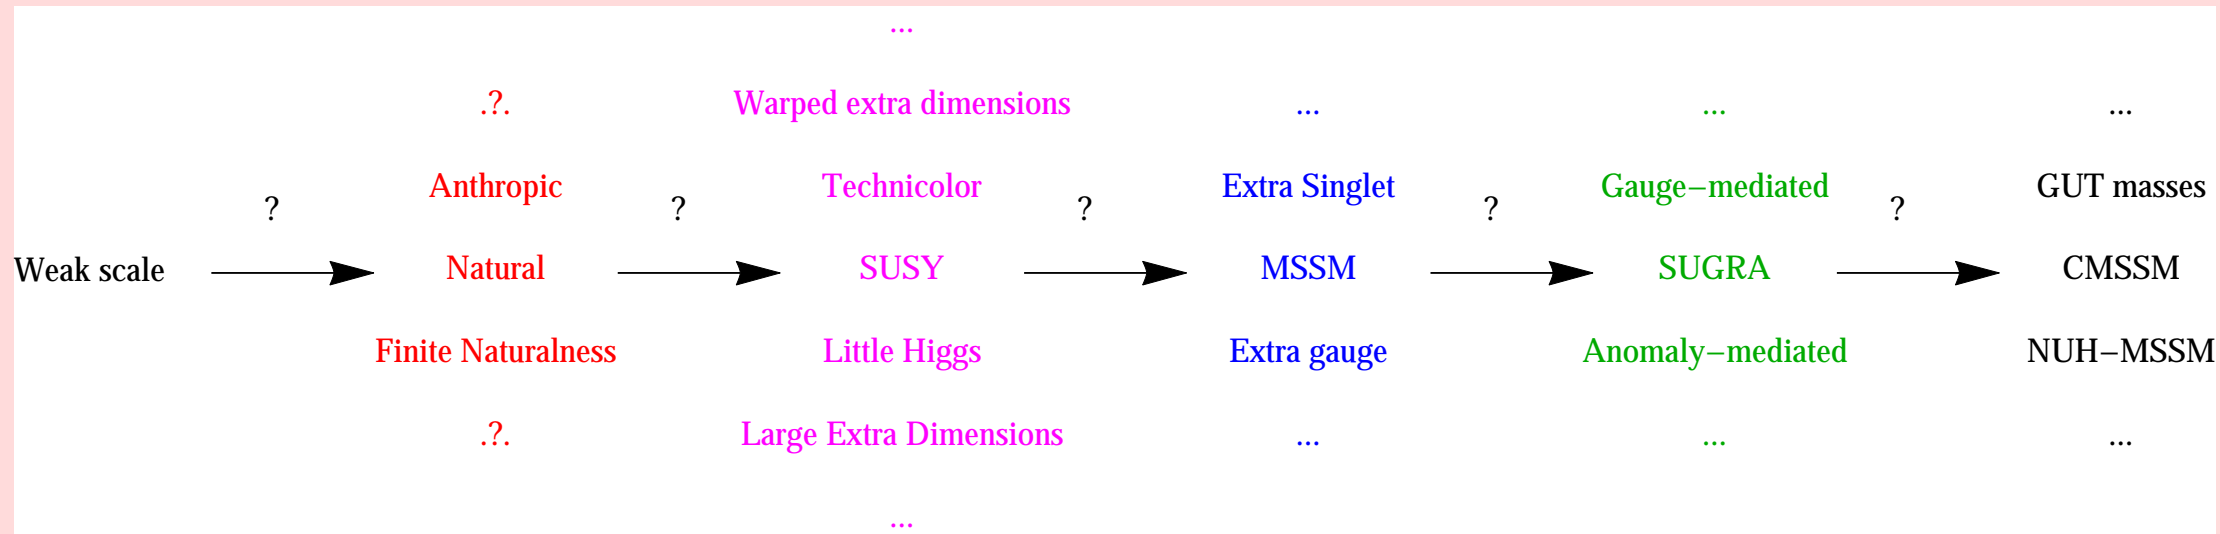 ...
.?. Warped extra dimensions ... ... ...
Anthropic Technicolor Extra Singlet Gauge−mediated GUT masses
? ? ? ? ?
Weak scale Natural SUSY MSSM SUGRA CMSSM
Finite Naturalness Little Higgs Extra gauge Anomaly−mediated NUH−MSSM
.?. Large Extra Dimensions ... ... ...
...